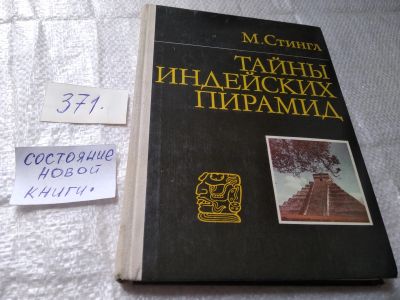 М.Стингл
ТАЙНЫ
ИНДЕЙСКИХ
ПИРАМИД
371.
СОСТОЯНИЕ
НОВОЙ
КНИГИ.